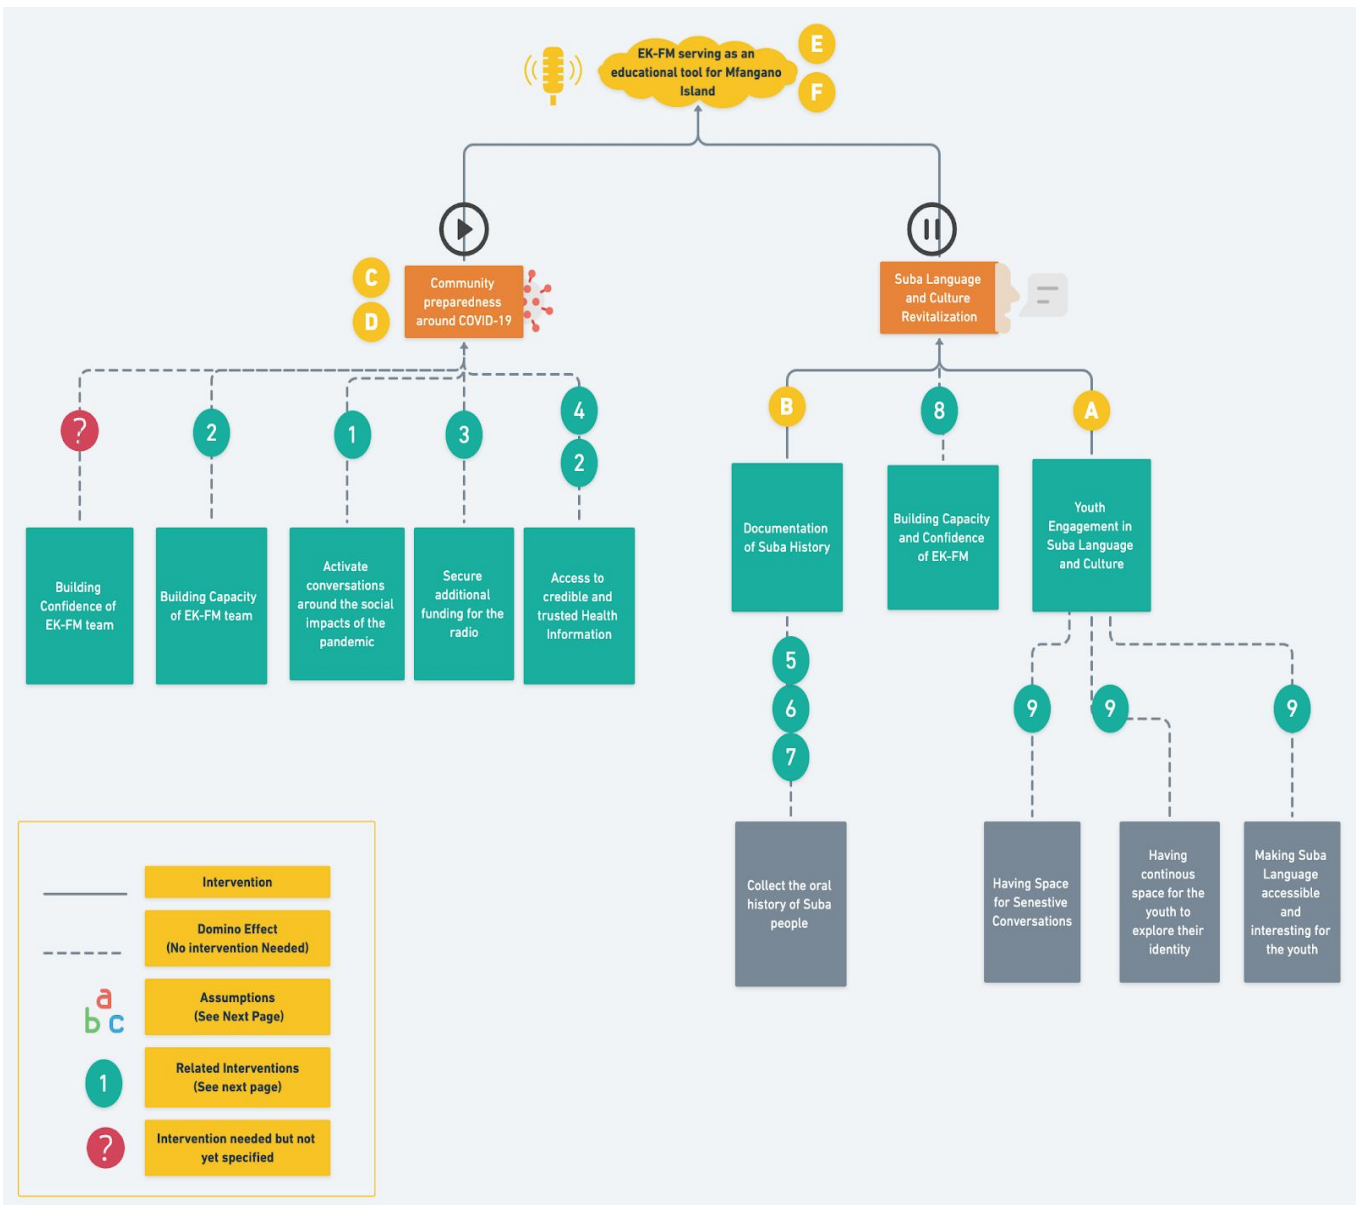 EK-FM serving as an
educational tool for Mfangano
Island
E
F
C
D
Community
preparedness
around COVID-19
Suba Language
and Culture
Revitalization
?
2
1
3
4
2
B
8
A
Building
Confidence of
EK-FM team
Building Capacity
of EK-FM team
Activate
conversations
around the social
impacts of the
pandemic
Secure
additional
funding for the
radio
Access to
credible and
trusted Health
Information
Documentation
of Suba History
Building Capacity
and Confidence
of EK-FM
Youth
Engagement in
Suba Language
and Culture
5
6
7
9
9
9
Collect the oral
history of Suba
people
Having Space
for Senestive
Conversations
Having
continous
space for the
youth to
explore their
identity
Making Suba
Language
accessible
and
interesting for
the youth
Intervention
Domino Effect
(No intervention Needed)
a
b c
Assumptions
(See Next Page)
1
Related Interventions
(See next page)
?
Intervention needed but not
yet specified